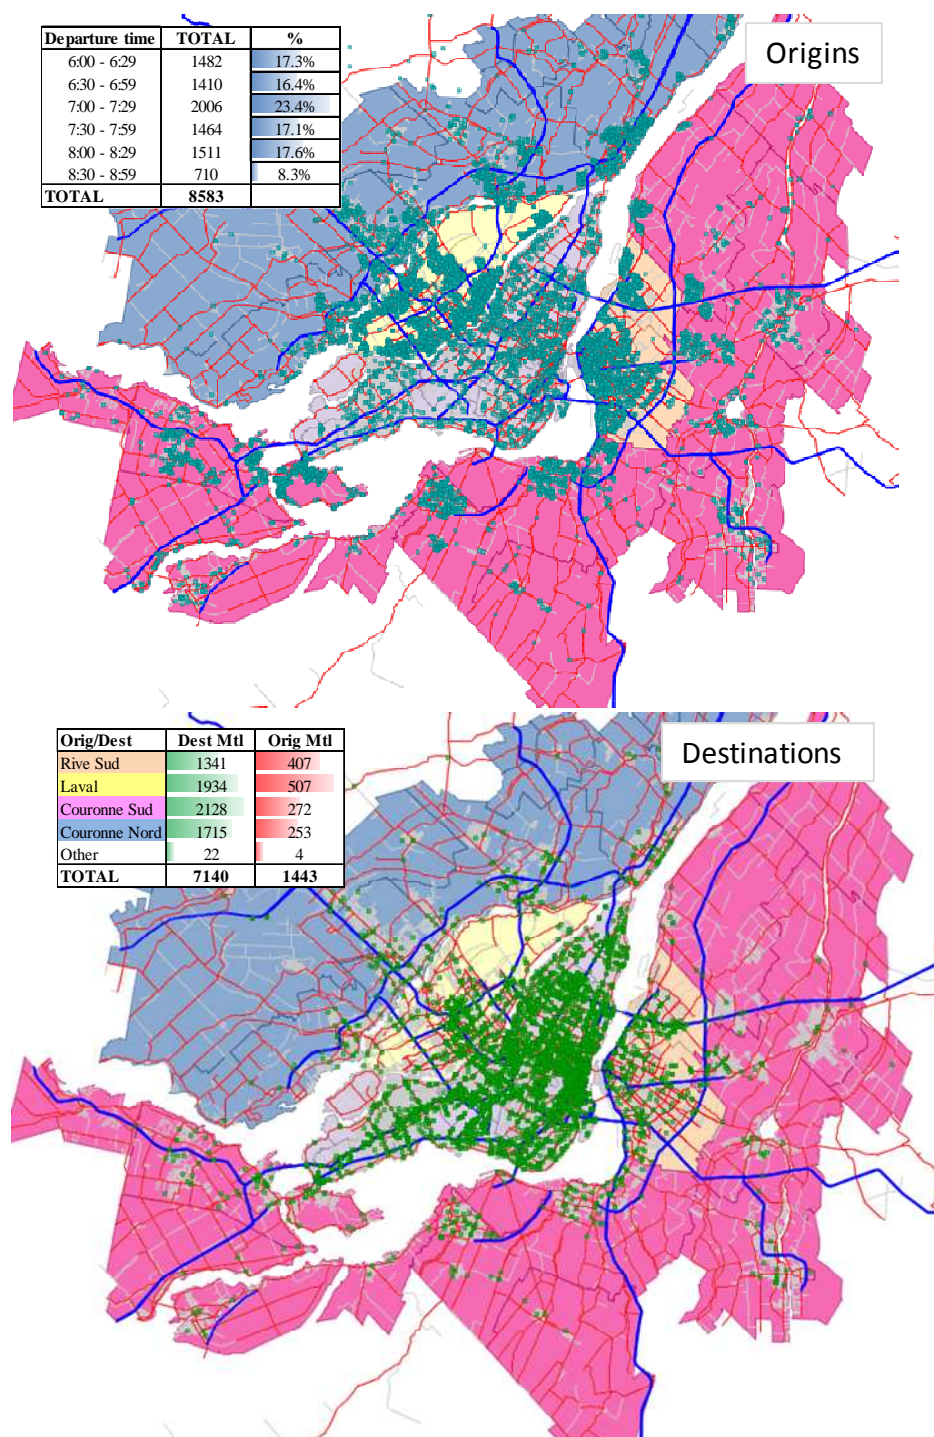 Departure time TOTAL %
6:00 - 6:29 1482 17.3%
6:30 - 6:59 1410 16.4%
7:00 - 7:29 2006 23.4%
7:30 - 7:59 1464 17.1%
8:00 - 8:29 1511 17.6%
8:30 - 8:59 710 8.3%
TOTAL 8583
Origins
Orig/Dest Dest Mtl Orig Mtl
Rive Sud 1341 407
Laval 1934 507
Couronne Sud 2128 272
Couronne Nord 1715 253
Other 22 4
TOTAL 7140 1443
Destinations